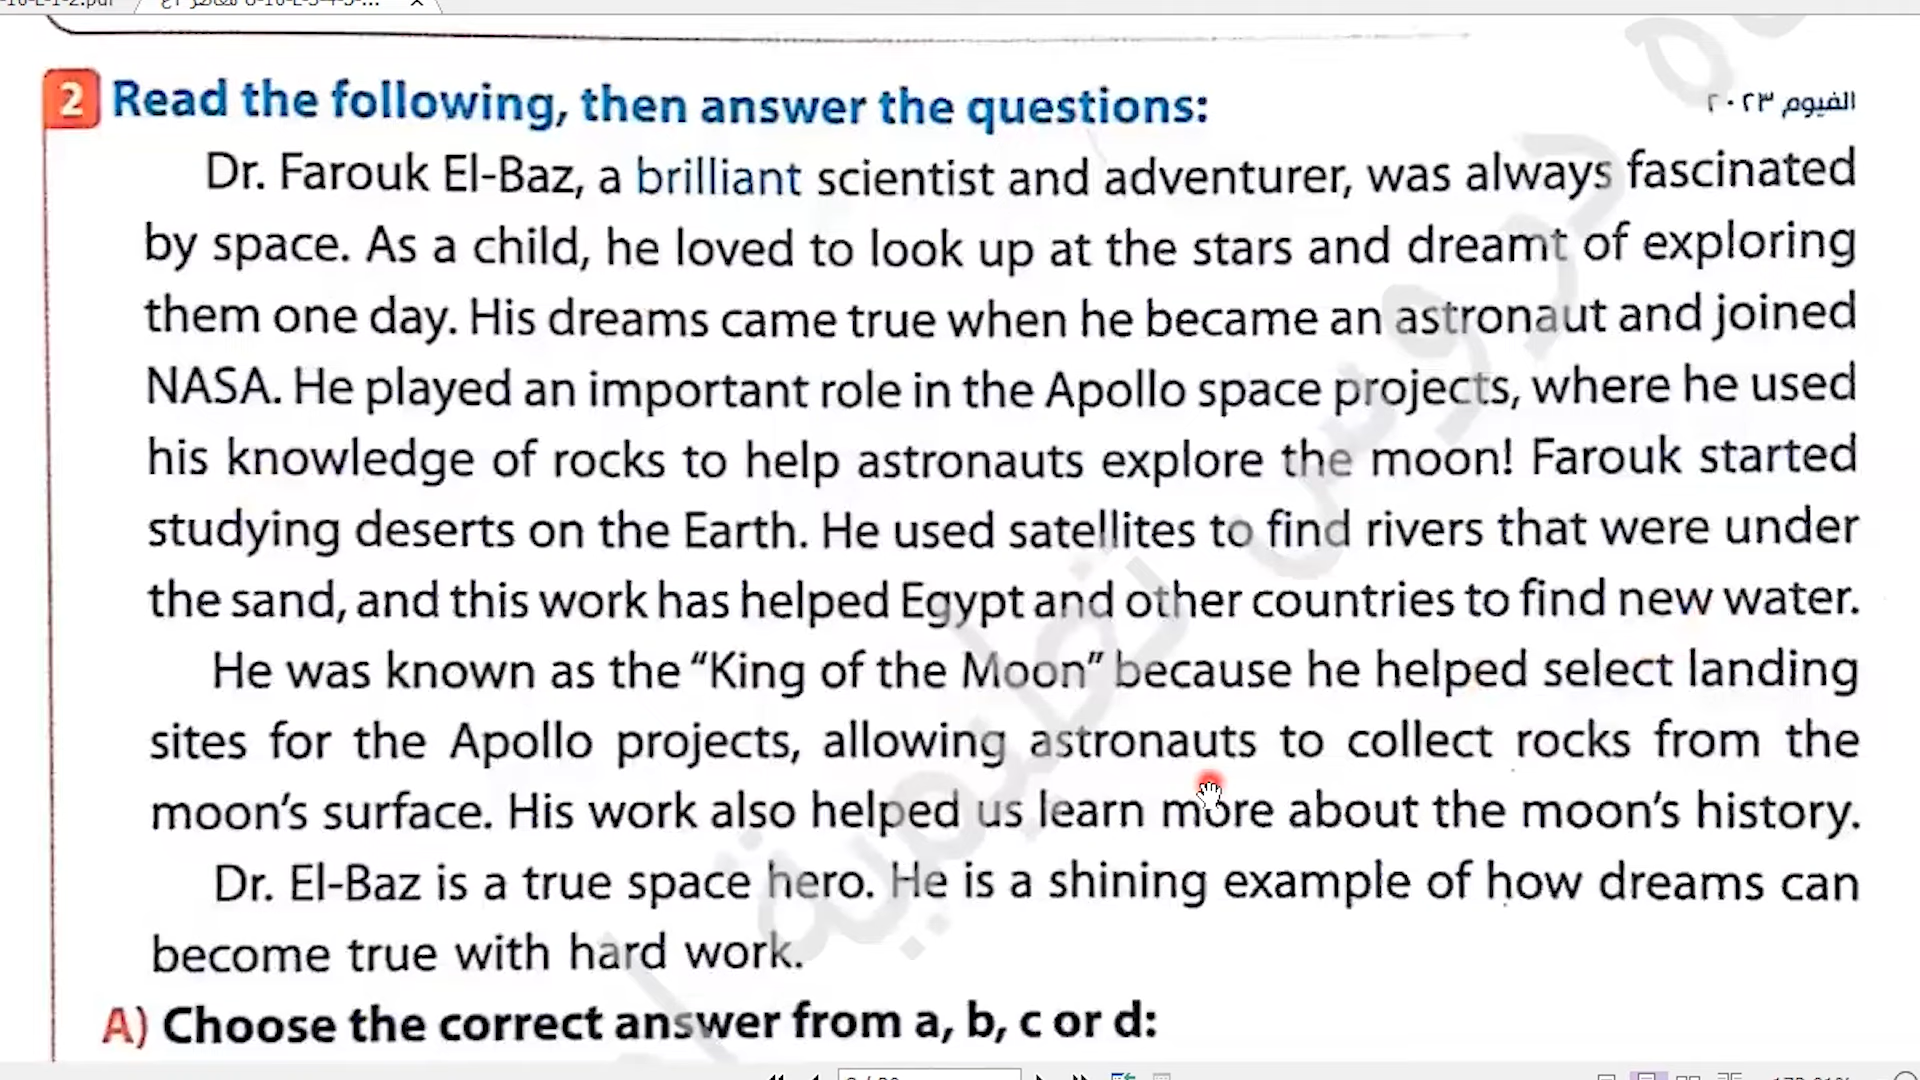 2 Read the following, then answer the questions:
الفيوم ٢٠٢٣
Dr. Farouk El-Baz, a brilliant scientist and adventurer, was always fascinated
by space. As a child, he loved to look up at the stars and dreamt of exploring
them one day. His dreams came true when he became an astronaut and joined
NASA. He played an important role in the Apollo space projects, where he used
his knowledge of rocks to help astronauts explore the moon! Farouk started
studying deserts on the Earth. He used satellites to find rivers that were under
the sand, and this work has helped Egypt and other countries to find new water.
He was known as the “King of the Moon” because he helped select landing
sites for the Apollo projects, allowing astronauts to collect rocks from the
moon's surface. His work also helped us learn more about the moon's history.
Dr. El-Baz is a true space hero. He is a shining example of how dreams can
become true with hard work.
A) Choose the correct answer from a, b, c or d:
دروس تعليمية